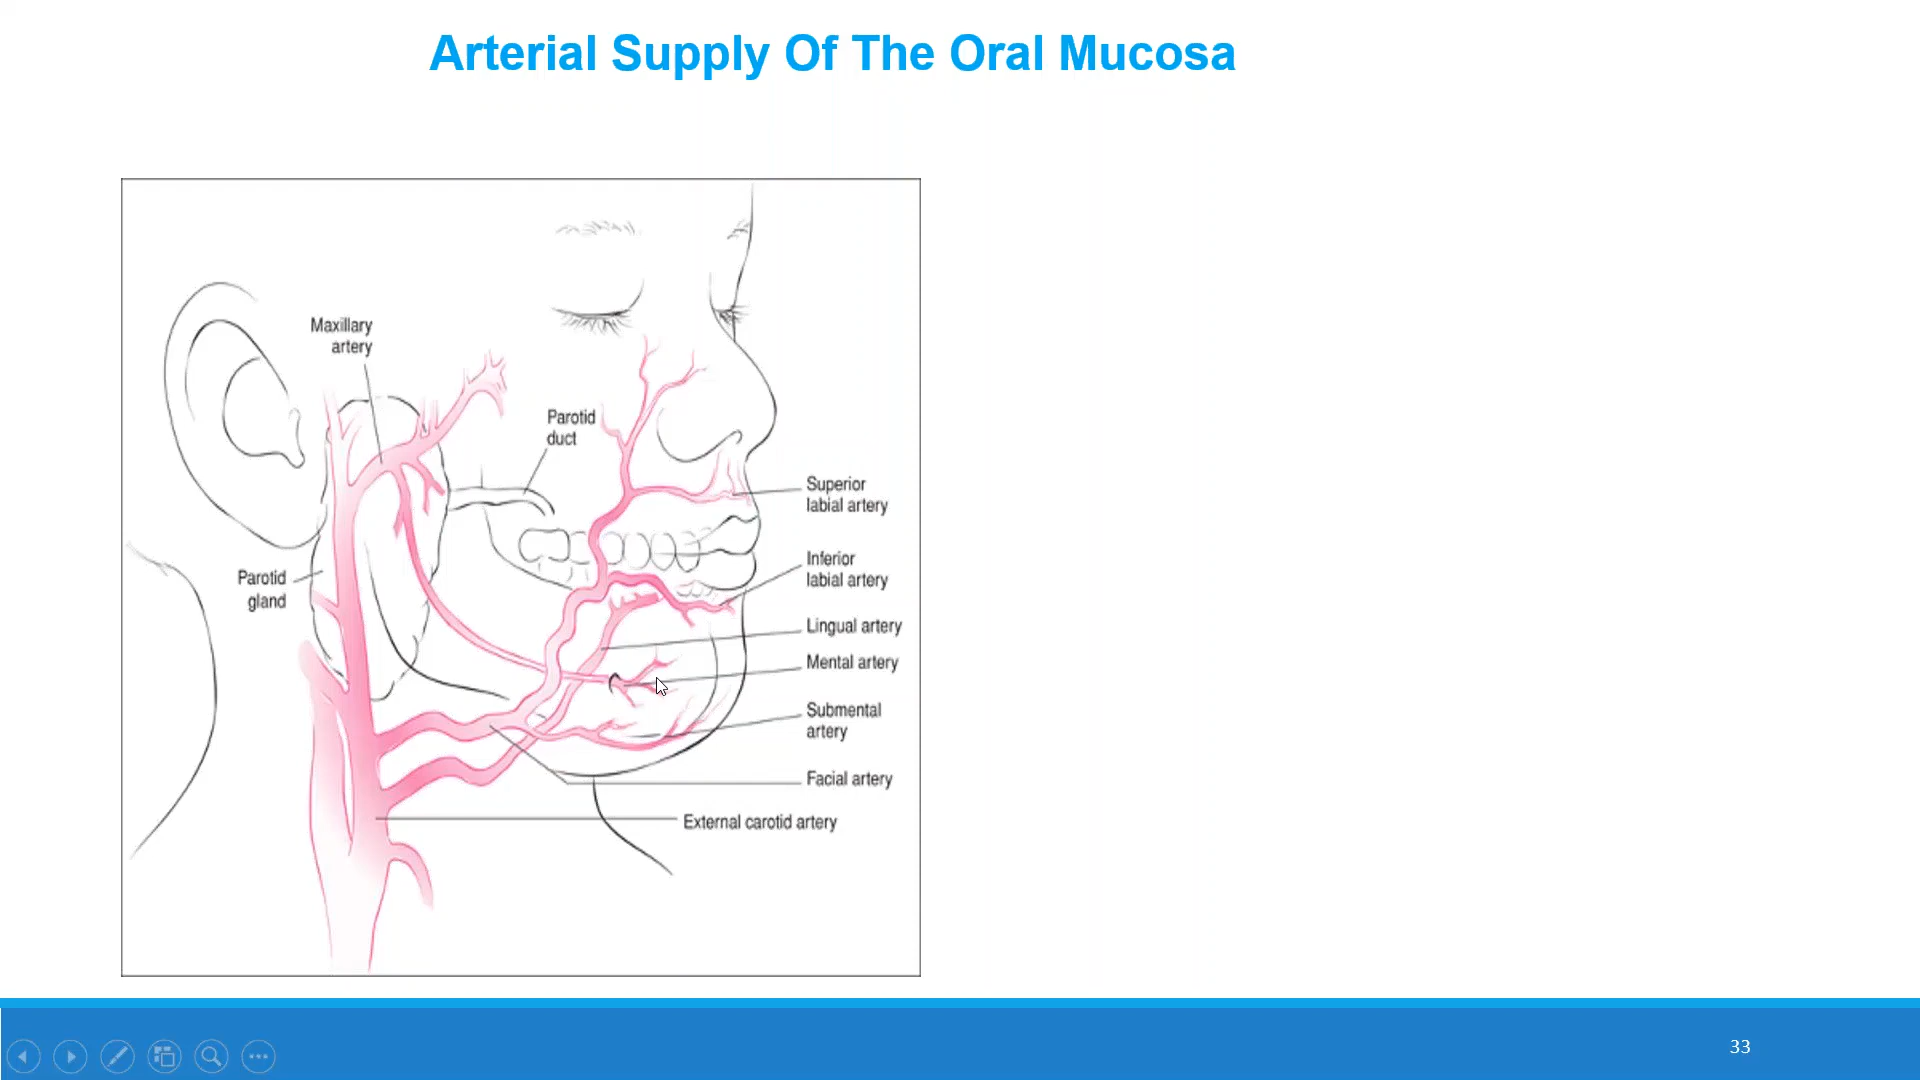 Arterial Supply Of The Oral Mucosa
Maxillary
artery
Parotid
duct
Superior
labial artery
Inferior
labial artery
Parotid
gland
Lingual artery
Mental artery
Submental
artery
Facial artery
External carotid artery
33